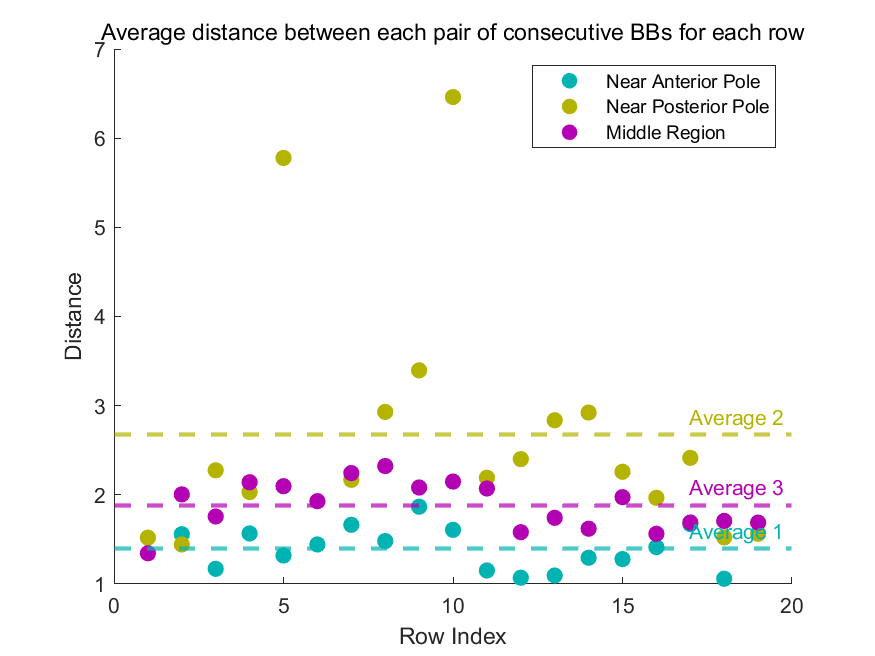 Average distance between each pair of consecutive BBs for each row
7
6
5
4
3
2
1
Distance
Near Anterior Pole
Near Posterior Pole
Middle Region
Average 2
Average 3
Average 1
0
5
10
15
20
Row Index